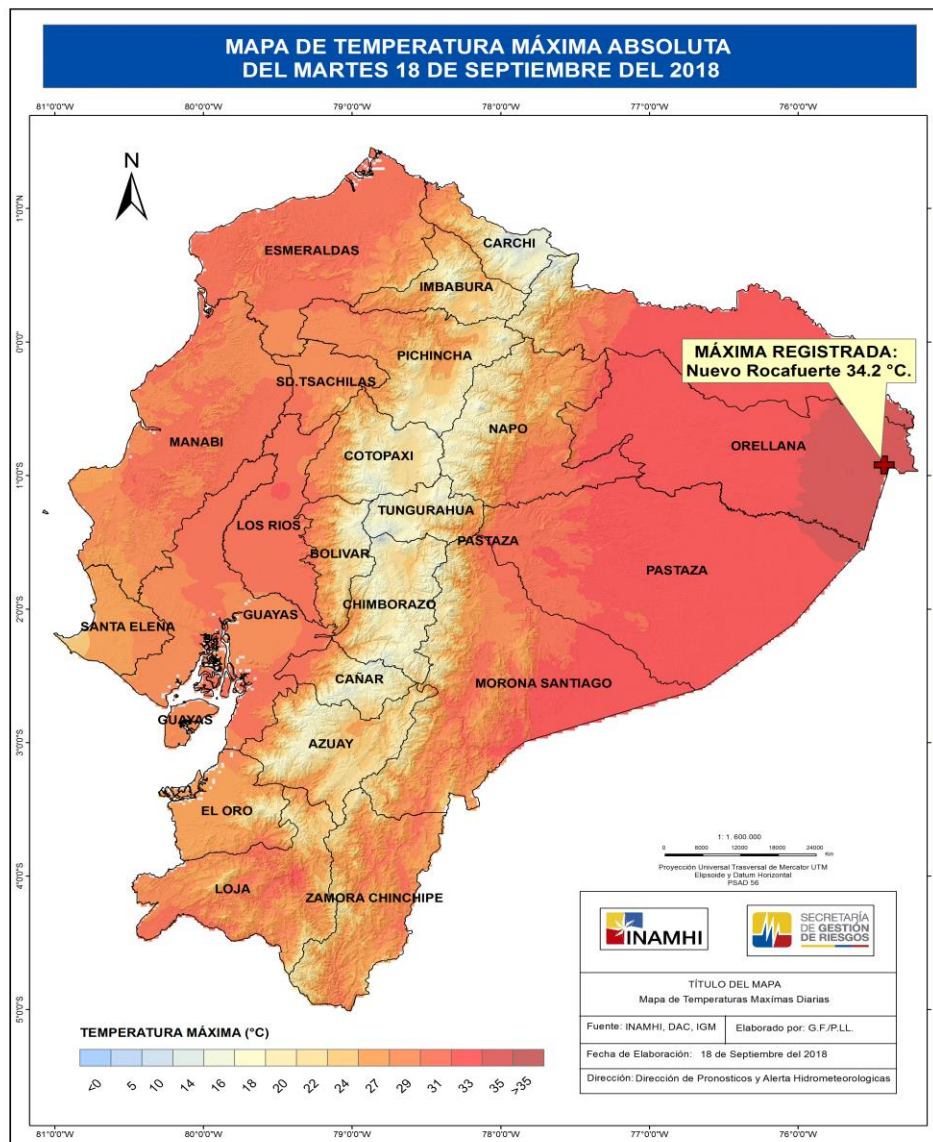 MAPA DE TEMPERATURA MÁXIMA ABSOLUTA
DEL MARTES 18 DE SEPTIEMBRE DEL 2018
81°0'0"W 80°0'0"W 79°0'0"W 78°0'0"W 77°0'0"W 76°0'0"W
N
1°0'0"N
0°0'0"
1°0'0"S
2°0'0"S
3°0'0"S
4°0'0"S
5°0'0"S
CARCHI
ESMERALDAS
IMBABURA
PICHINCHA
MÁXIMA REGISTRADA:
Nuevo Rocafuerte 34.2 °C.
SD.TSACHILAS
NAPO
MANABI
ORELLANA
COTOPAXI
TUNGURAHUA
LOS RIOS
BOLIVAR
PASTAZA
PASTAZA
CHIMBORAZO
GUAYAS
SANTA ELENA
CAÑAR
MORONA SANTIAGO
GUAYAS
AZUAY
EL ORO
LOJA
ZAMORA CHINCHIPE
1: 1. 600.000
0 6000 12000 18000 24000
Km
Proyección Universal Trasversal de Mercator UTM
Elipsoide y Datum Horizontal
PSAD 56
INAMHI
SECRETARÍA
DE GESTIÓN
DE RIESGOS
TÍTULO DEL MAPA
Mapa de Temperaturas Maxímas Diarias
Fuente: INAMHI, DAC, IGM
Elaborado por: G.F./P.LL.
Fecha de Elaboración: 18 de Septiembre del 2018
Dirección: Dirección de Pronosticos y Alerta Hidrometeorologicas
TEMPERATURA MÁXIMA (°C)
<0 5 10 14 16 18 20 22 24 27 29 31 33 35 >35
81°0'0"W 80°0'0"W 79°0'0"W 78°0'0"W 77°0'0"W 76°0'0"W